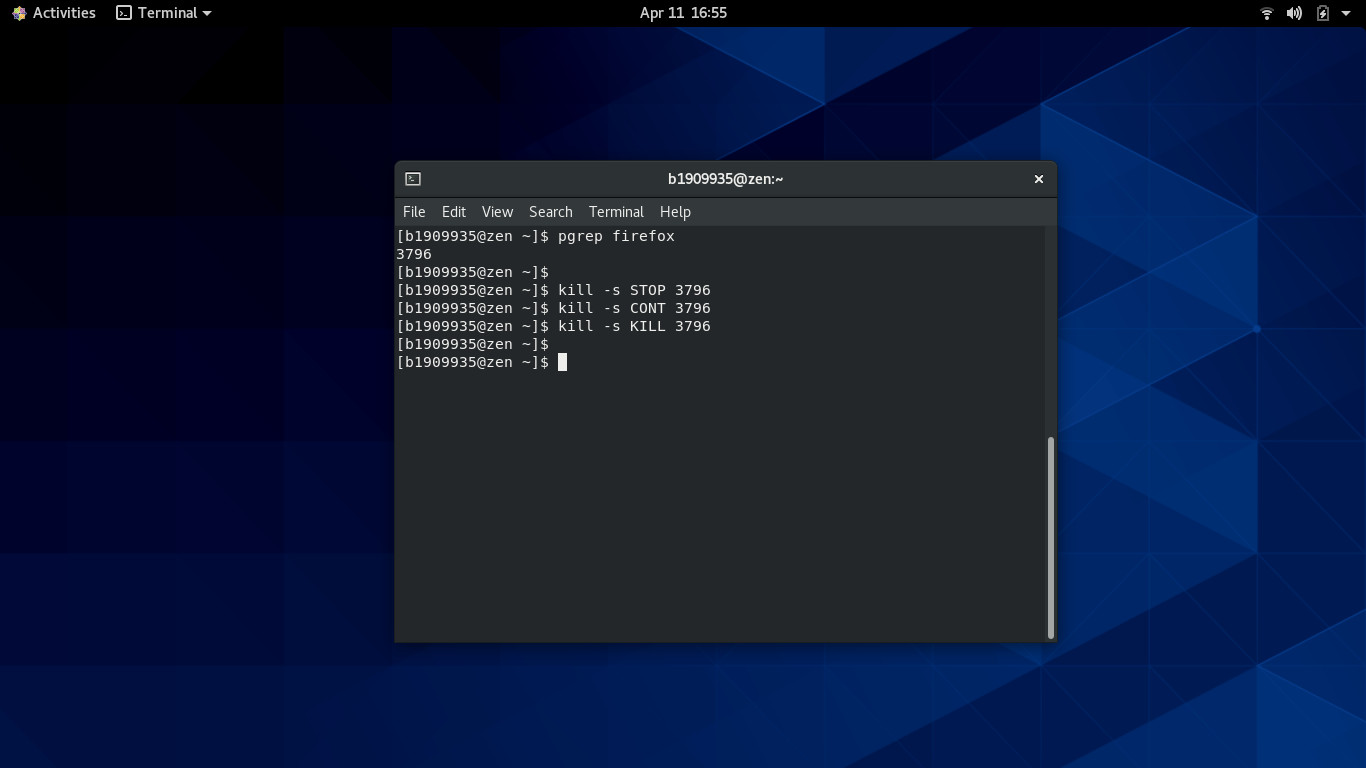 Activities Terminal Apr 11 16:55
b1909935@zen:~
File Edit View Search Terminal Help
[b1909935@zen ~]$ pgrep firefox
3796
[b1909935@zen ~]$
[b1909935@zen ~]$ kill -s STOP 3796
[b1909935@zen ~]$ kill -s CONT 3796
[b1909935@zen ~]$ kill -s KILL 3796
[b1909935@zen ~]$
[b1909935@zen ~]$